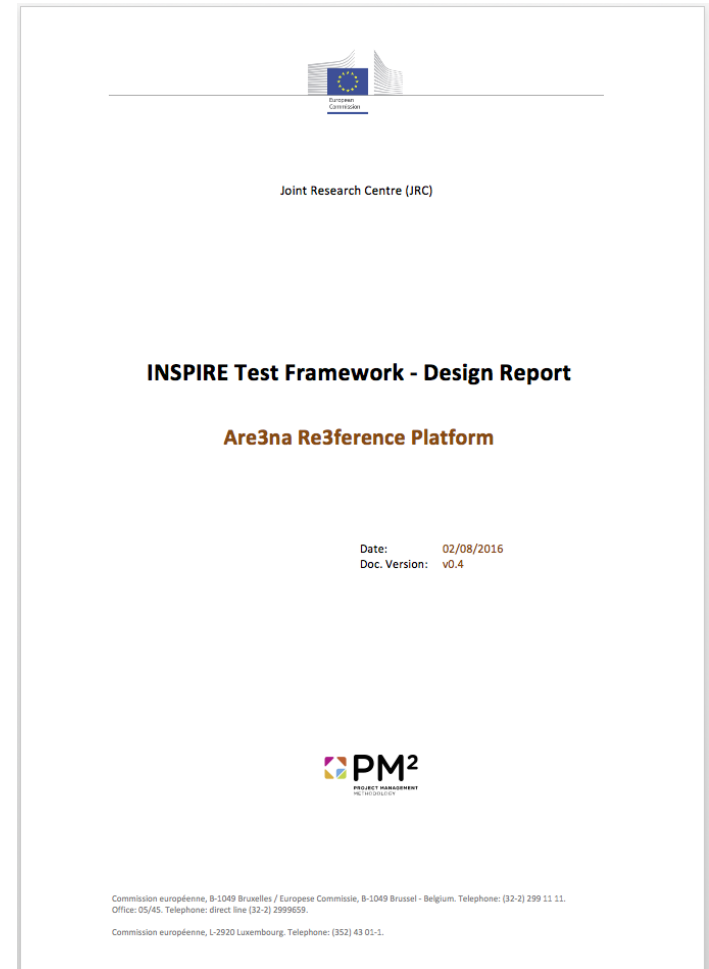 European
Commission
Joint Research Centre (JRC)
INSPIRE Test Framework - Design Report
Are3na Re3ference Platform
Date: 02/08/2016
Doc. Version: v0.4
PM²
PROJECT MANAGEMENT
METHODOLOGY
Commission européenne, B-1049 Bruxelles / Europese Commissie, B-1049 Brussel - Belgium. Telephone: (32-2) 299 11 11.
Office: 05/45. Telephone: direct line (32-2) 2999659.
Commission européenne, L-2920 Luxembourg. Telephone: (352) 43 01-1.